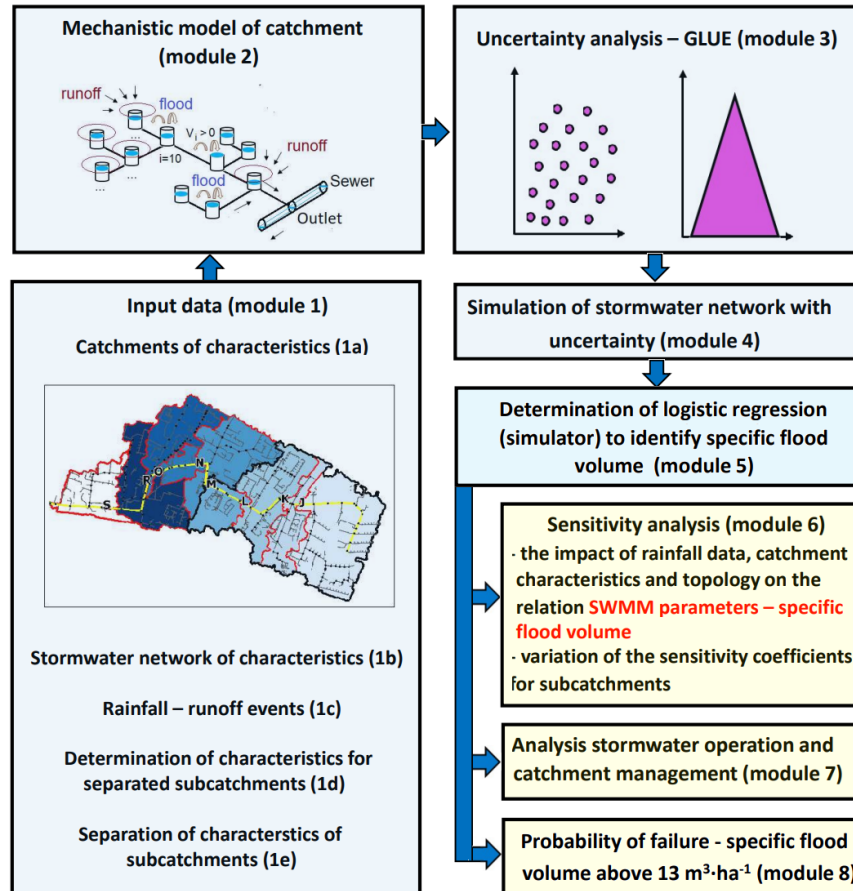 Mechanistic model of catchment
(module 2)
runoff
flood
...
V i > 0
runoff
...
i=10
...
flood
Sewer
Outlet
Uncertainty analysis – GLUE (module 3)
Input data (module 1)
Catchments of characteristics (1a)
N
O
R
M
S
L
K
J
Stormwater network of characteristics (1b)
Rainfall – runoff events (1c)
Determination of characteristics for
separated subcatchments (1d)
Separation of characterstics of
subcatchments (1e)
Simulation of stormwater network with
uncertainty (module 4)
Determination of logistic regression
(simulator) to identify specific flood
volume (module 5)
Sensitivity analysis (module 6)
- the impact of rainfall data, catchment
characteristics and topology on the
relation SWMM parameters – specific
flood volume
- variation of the sensitivity coefficients
for subcatchments
Analysis stormwater operation and
catchment management (module 7)
Probability of failure - specific flood
volume above 13 m³·ha⁻¹ (module 8)